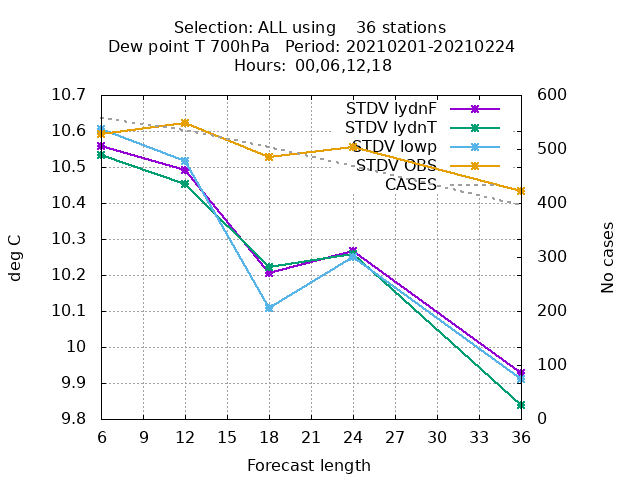 Selection: ALL using 36 stations
Dew point T 700hPa Period: 20210201-20210224
Hours: 00,06,12,18
10.7
10.6
10.5
10.4
10.3
10.2
10.1
10
9.9
9.8
deg C
STDV lydnF
STDV lydnT
STDV lowp
STDV OBS
CASES
600
500
400
300
200
100
0
No cases
6 9 12 15 18 21 24 27 30 33 36
Forecast length